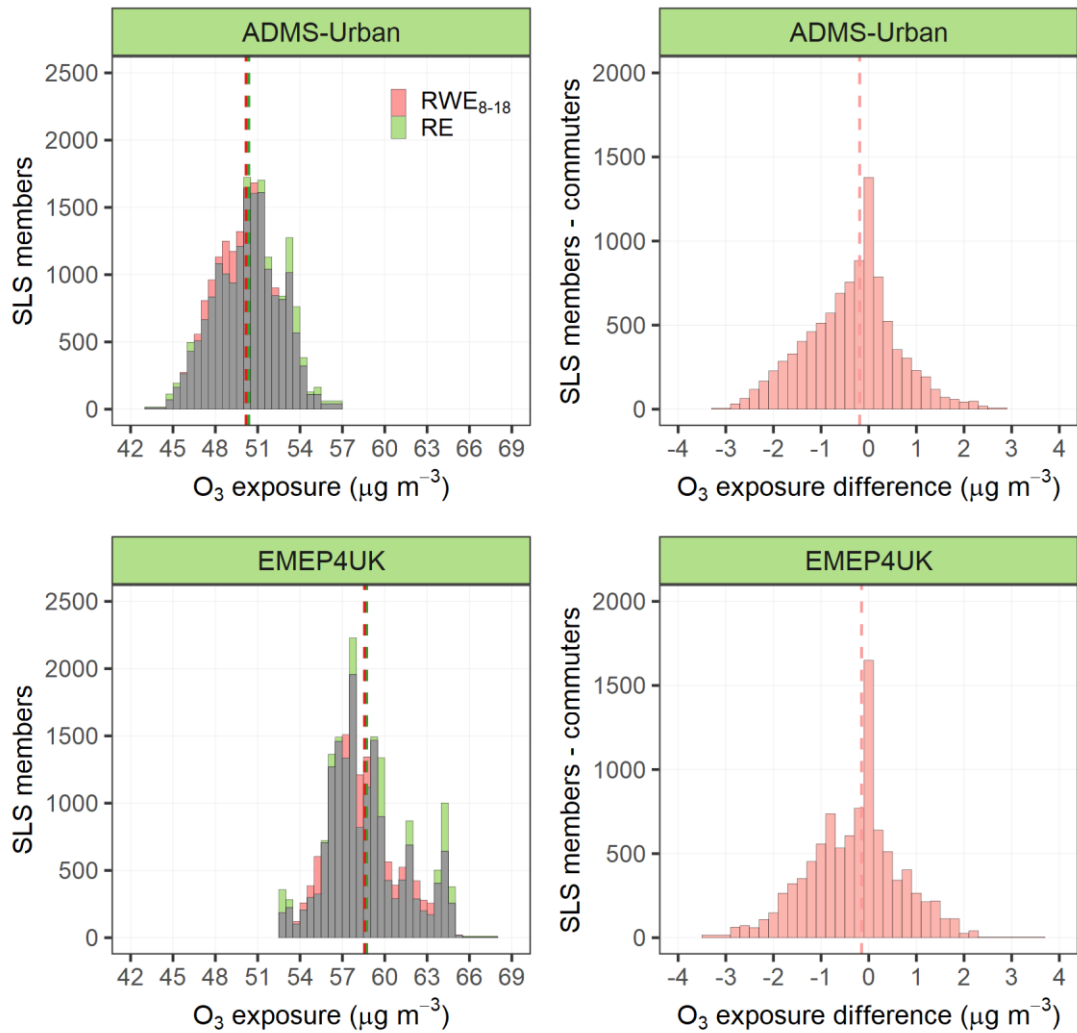 ADMS-Urban
2500
2000
1500
1000
500
0
SLS members
RWE8-18
RE
42 45 48 51 54 57 60 63 66 69
O3 exposure (μg m−3)
ADMS-Urban
2000
1500
1000
500
0
SLS members - commuters
-4 -3 -2 -1 0 1 2 3 4
O3 exposure difference (μg m−3)
EMEP4UK
2500
2000
1500
1000
500
0
SLS members
42 45 48 51 54 57 60 63 66 69
O3 exposure (μg m−3)
EMEP4UK
2000
1500
1000
500
0
SLS members - commuters
-4 -3 -2 -1 0 1 2 3 4
O3 exposure difference (μg m−3)